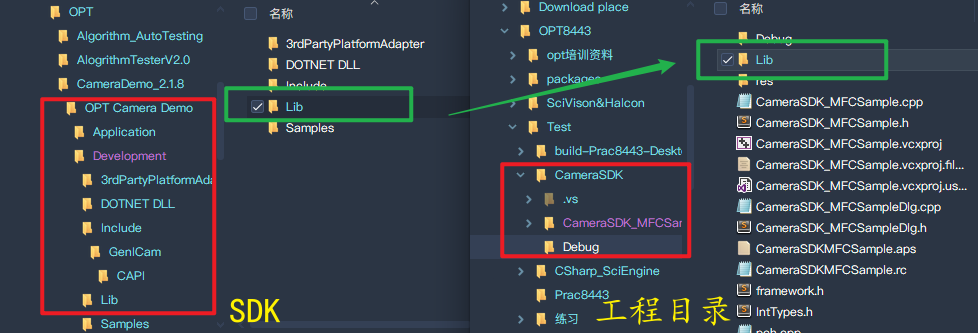 OPT
Algorithm_AutoTesting
AlogrithmTesterV2.0
CameraDemo_2.1.8
OPT Camera Demo
Application
Development
3rdPartyPlatformAda
DOTNET DLL
Include
GenICam
CAPI
Lib
Samples
SDK
名称
3rdPartyPlatformAdapter
DOTNET DLL
Include
Lib
Samples
Download place
OPT8443
opt培训资料
packages
SciVison&Halcon
Test
build-Prac8443-Deskt
CameraSDK
.vs
CameraSDK_MFCSar
Debug
CSharp_SciEngine
Prac8443
练习
工程目录
名称
Debug
Lib
res
CameraSDK_MFCSample.cpp
CameraSDK_MFCSample.h
CameraSDK_MFCSample.vcxproj
CameraSDK_MFCSample.vcxproj.fil...
CameraSDK_MFCSample.vcxproj.us...
CameraSDK_MFCSampleDlg.cpp
CameraSDK_MFCSampleDlg.h
CameraSDKMFCSample.aps
CameraSDKMFCSample.rc
framework.h
IntTypes.h
pch.cpp